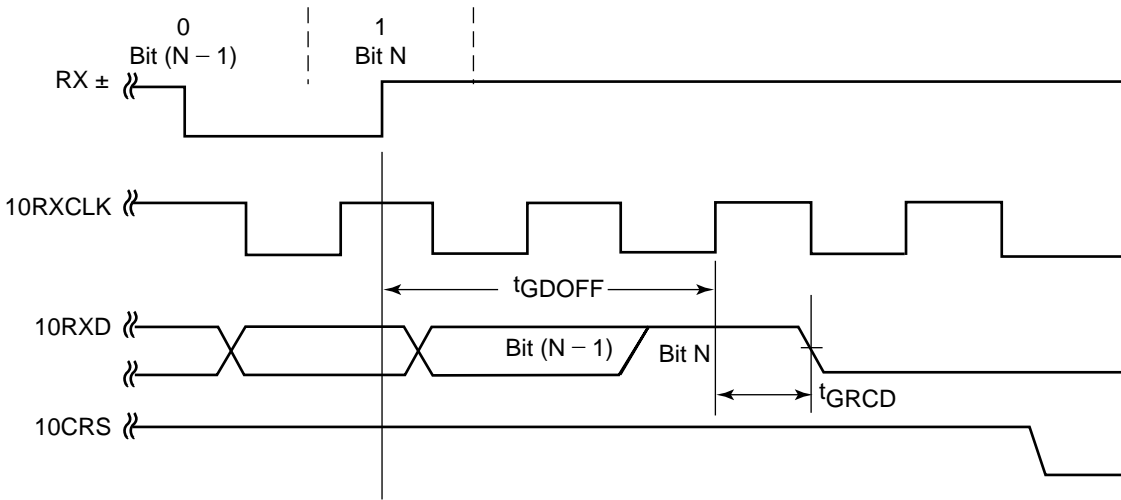 0 1
Bit (N – 1) Bit N
RX ±
10RXCLK
tGDOFF
10RXD
Bit (N – 1) Bit N
tGRCD
10CRS